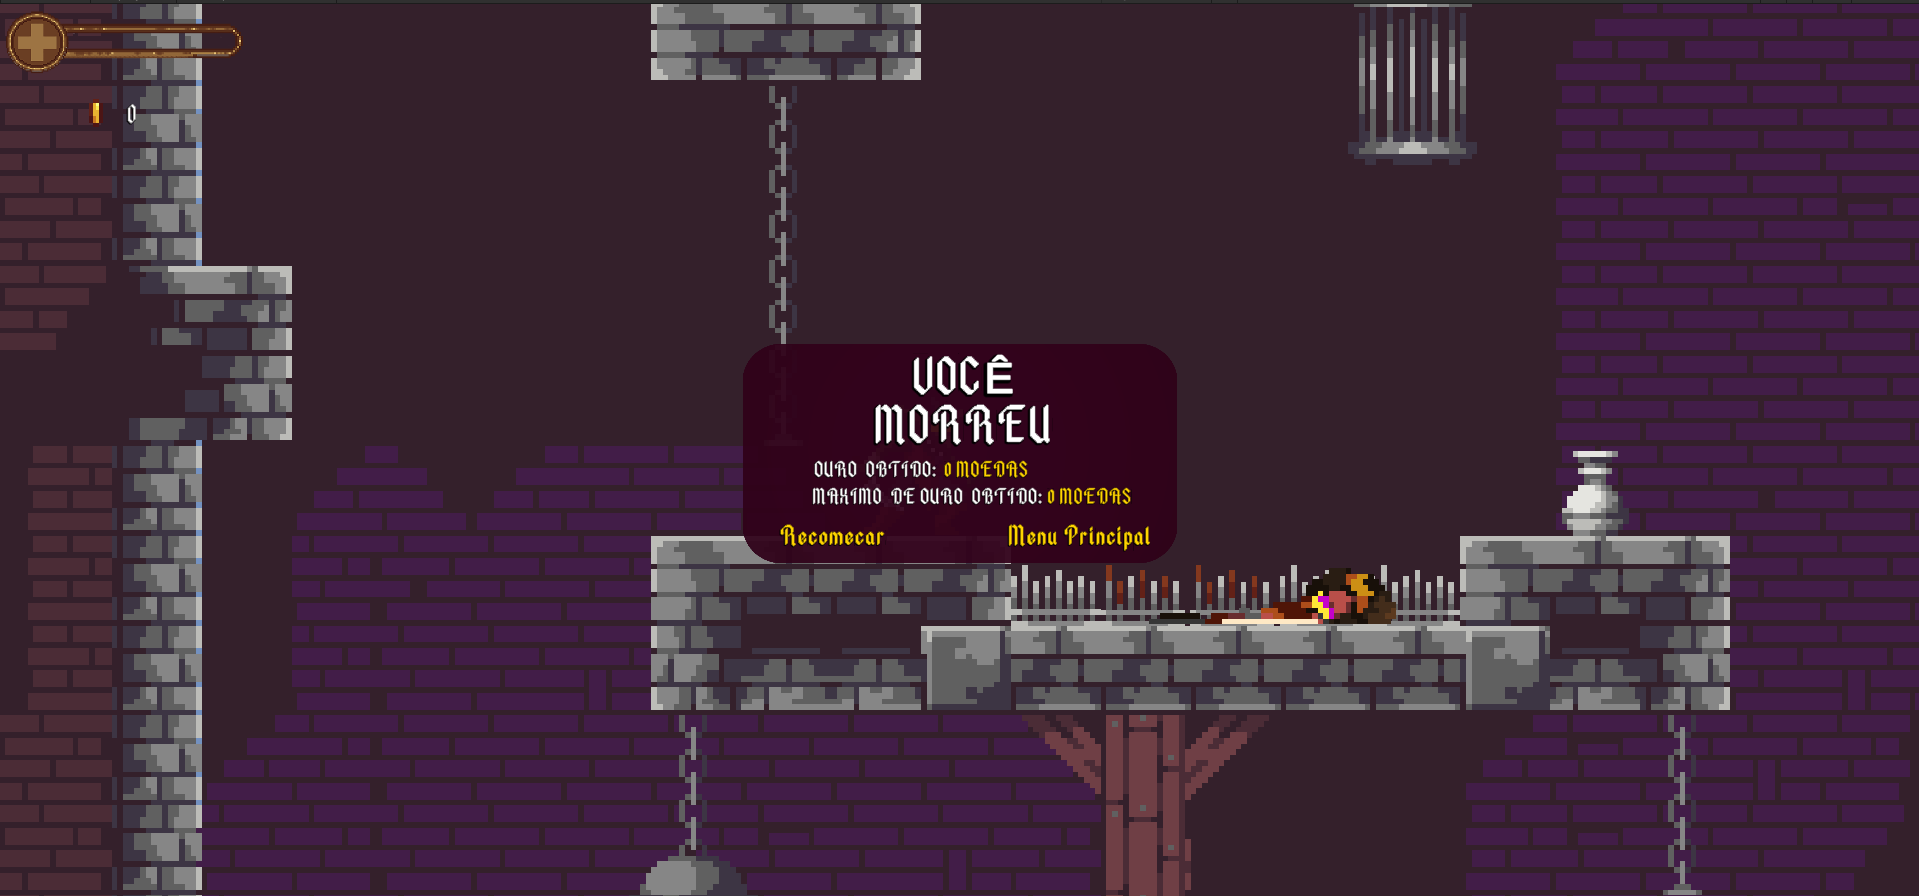 0
VOCÊ
MORREU
OURO OBTIDO: 0 MOEDAS
MAXIMO DE OURO OBTIDO: 0 MOEDAS
Recomecar Menu Principal